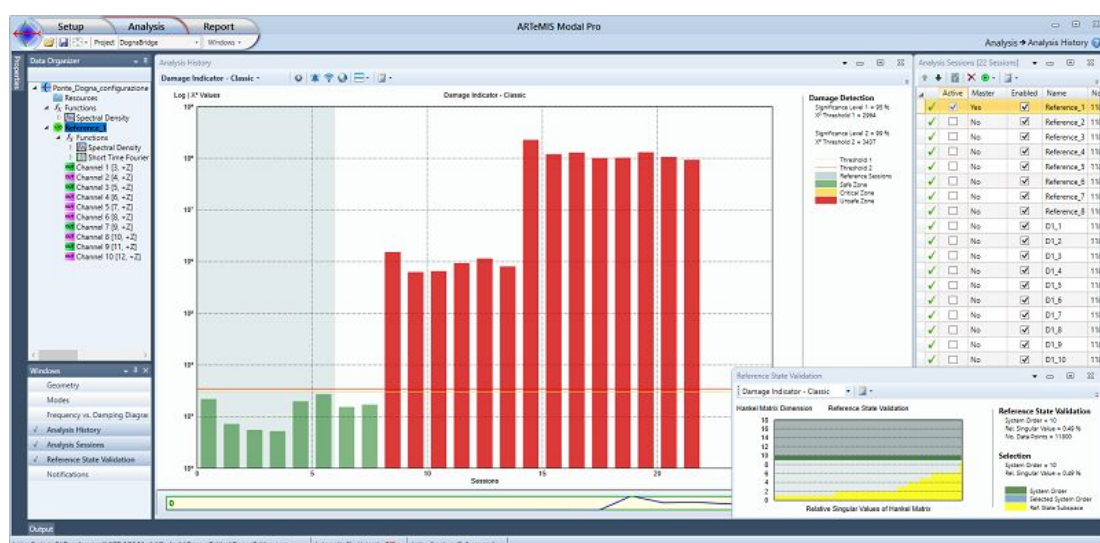 Setup Analysis Report
ARTeMIS Modal Pro
Project DognaBridge Windows
Analysis Analysis History
Properties
Data Organizer
Ponte_Dogna_configurazione
Resources
Functions
Spectral Density
Reference_1
Functions
Spectral Density
Short Time Fourier
Channel 1 [3, +Z]
Channel 2 [4, +Z]
Channel 3 [5, +Z]
Channel 4 [6, +Z]
Channel 5 [7, +Z]
Channel 6 [8, +Z]
Channel 7 [9, +Z]
Channel 8 [10, +Z]
Channel 9 [11, +Z]
Channel 10 [12, +Z]
Windows
Geometry
Modes
Frequency vs. Damping Diagram
Analysis History
Analysis Sessions
Reference State Validation
Notifications
Output
Analysis History
Damage Indicator - Classic
Log | X² Values
Damage Indicator - Classic
0 5 10 15 20
Sessions
Damage Detection
Significance Level 1 = 95 %
X² Threshold 1 = 2984
Significance Level 2 = 99 %
X² Threshold 2 = 3437
Threshold 1
Threshold 2
Reference Sessions
Safe Zone
Critical Zone
Unsafe Zone
Analysis Sessions [22 Sessions]
Active Master Enabled Name
Yes Reference_1
No Reference_2
No Reference_3
No Reference_4
No Reference_5
No Reference_6
No Reference_7
No Reference_8
No D1_1
No D1_2
No D1_3
No D1_4
No D1_5
No D1_6
No D1_7
No D1_8
No D1_9
No D1_10
Reference State Validation
Damage Indicator - Classic
Hankel Matrix Dimension Reference State Validation
18
16
14
12
10
8
6
4
2
0
Relative Singular Values of Hankel Matrix
Reference State Validation
System Order = 10
Rel. Singular Value = 0.49 %
No. Data Points = 11800
Selection
System Order = 10
Rel. Singular Value = 0.49 %
System Order
Selected System Order
Ref. State Subspace